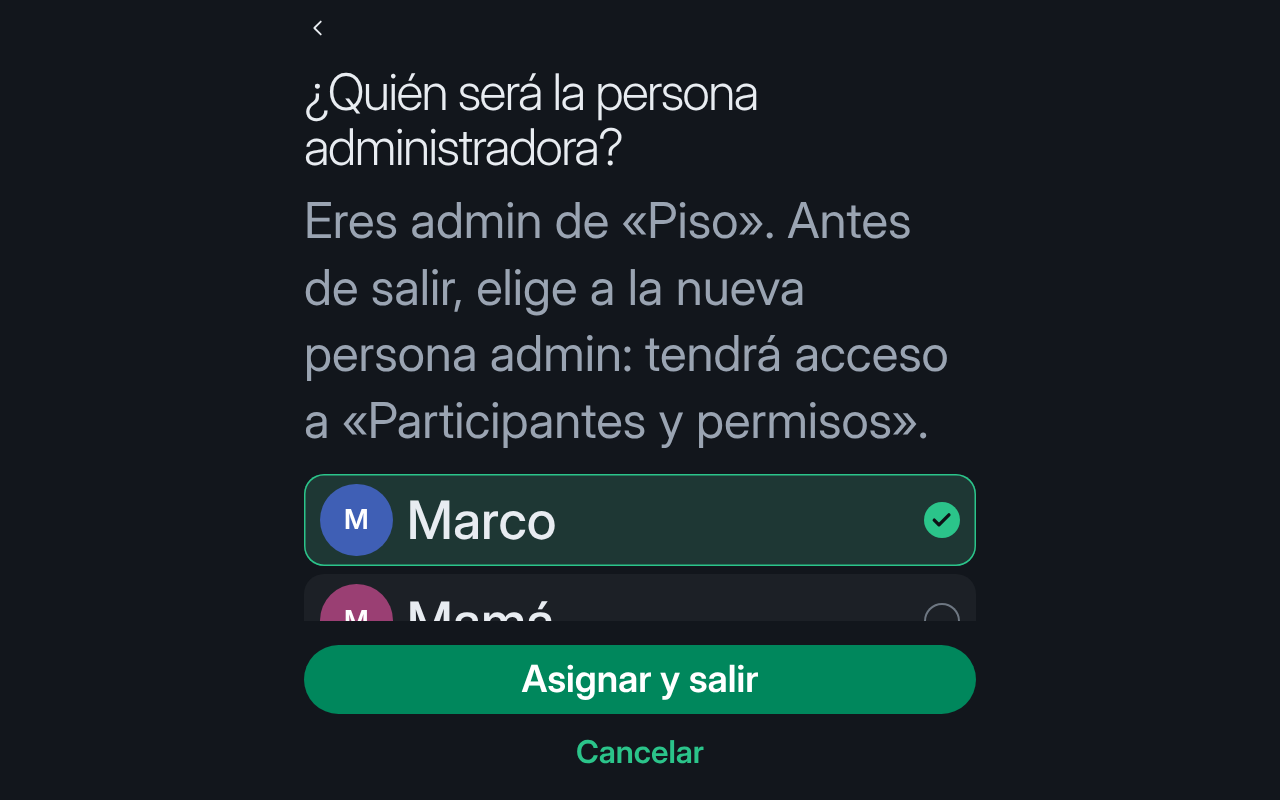 ¿Quién será la persona
administradora?
Eres admin de «Piso». Antes
de salir, elige a la nueva
persona admin: tendrá acceso
a «Participantes y permisos».
M Marco
M Mamá
Asignar y salir
Cancelar